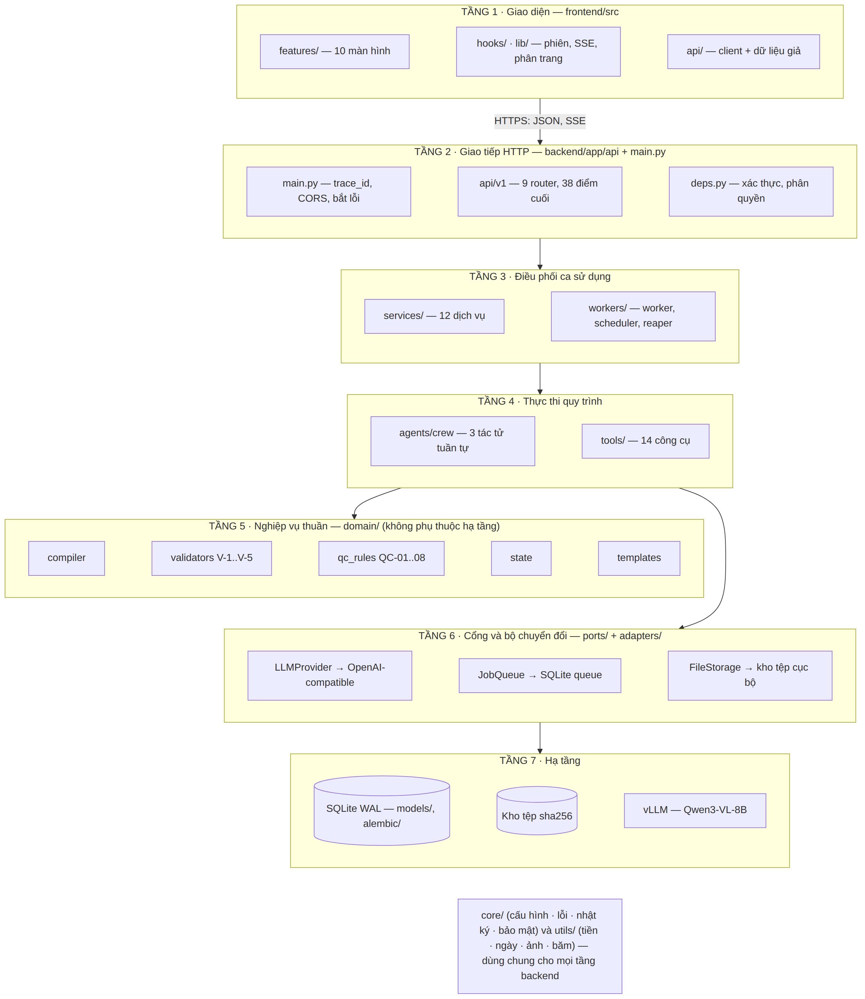 TẦNG 1 · Giao diện — frontend/src
features/ — 10 màn hình
hooks/ · lib/ — phiên, SSE,
phân trang
api/ — client + dữ liệu giả
HTTPS: JSON, SSE
TẦNG 2 · Giao tiếp HTTP — backend/app/api + main.py
main.py — trace_id,
CORS, bắt lỗi
api/v1 — 9 router, 38 điểm
cuối
deps.py — xác thực, phân
quyền
TẦNG 3 · Điều phối ca sử dụng
services/ — 12 dịch vụ
workers/ — worker,
scheduler, reaper
TẦNG 4 · Thực thi quy trình
agents/crew — 3 tác tử
tuần tự
tools/ — 14 công cụ
TẦNG 5 · Nghiệp vụ thuần — domain/ (không phụ thuộc hạ tầng)
compiler
validators V-1..V-5
qc_rules QC-01..08
state
templates
TẦNG 6 · Cổng và bộ chuyển đổi — ports/ + adapters/
LLMProvider → OpenAI-
compatible
JobQueue → SQLite queue
FileStorage → kho tệp cục
bộ
TẦNG 7 · Hạ tầng
SQLite WAL — models/,
alembic/
Kho tệp sha256
vLLM — Qwen3-VL-8B
core/ (cấu hình · lỗi · nhật
ký · bảo mật) và utils/ (tiền
· ngày · ảnh · băm) —
dùng chung cho mọi tầng
backend